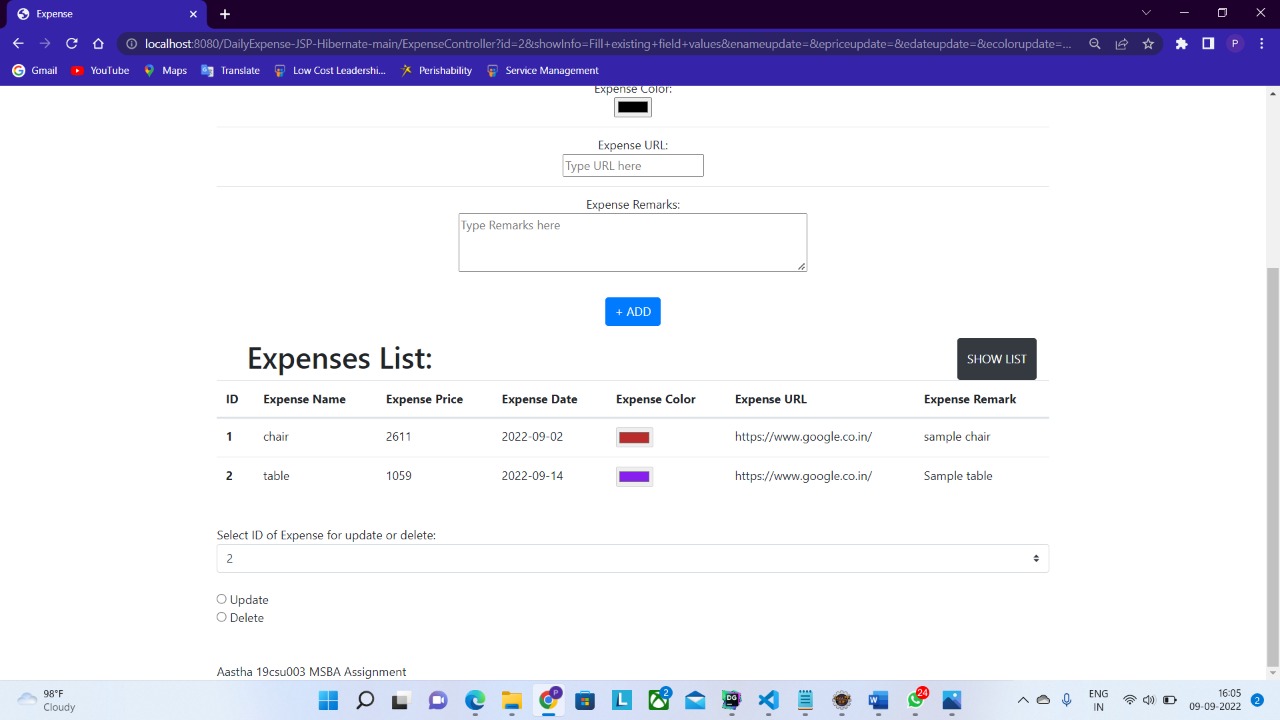 Expense
localhost:8080/DailyExpense-JSP-Hibernate-main/ExpenseController?id=2&showInfo=Fill+existing+field+values&enameupdate=&epriceupdate=&edateupdate=&ecolorupdate=...
P
Gmail YouTube Maps Translate Low Cost Leadershi... Perishability Service Management
Expense Color:
Expense URL:
Type URL here
Expense Remarks:
Type Remarks here
+ ADD
Expenses List: SHOW LIST
ID Expense Name Expense Price Expense Date Expense Color Expense URL Expense Remark
1 chair 2611 2022-09-02 https://www.google.co.in/ sample chair
2 table 1059 2022-09-14 https://www.google.co.in/ Sample table
Select ID of Expense for update or delete:
2
Update
Delete
Aastha 19csu003 MSBA Assignment
98°F
Cloudy
P
L
2
DG
W
24
ENG
IN
16:05
09-09-2022
2